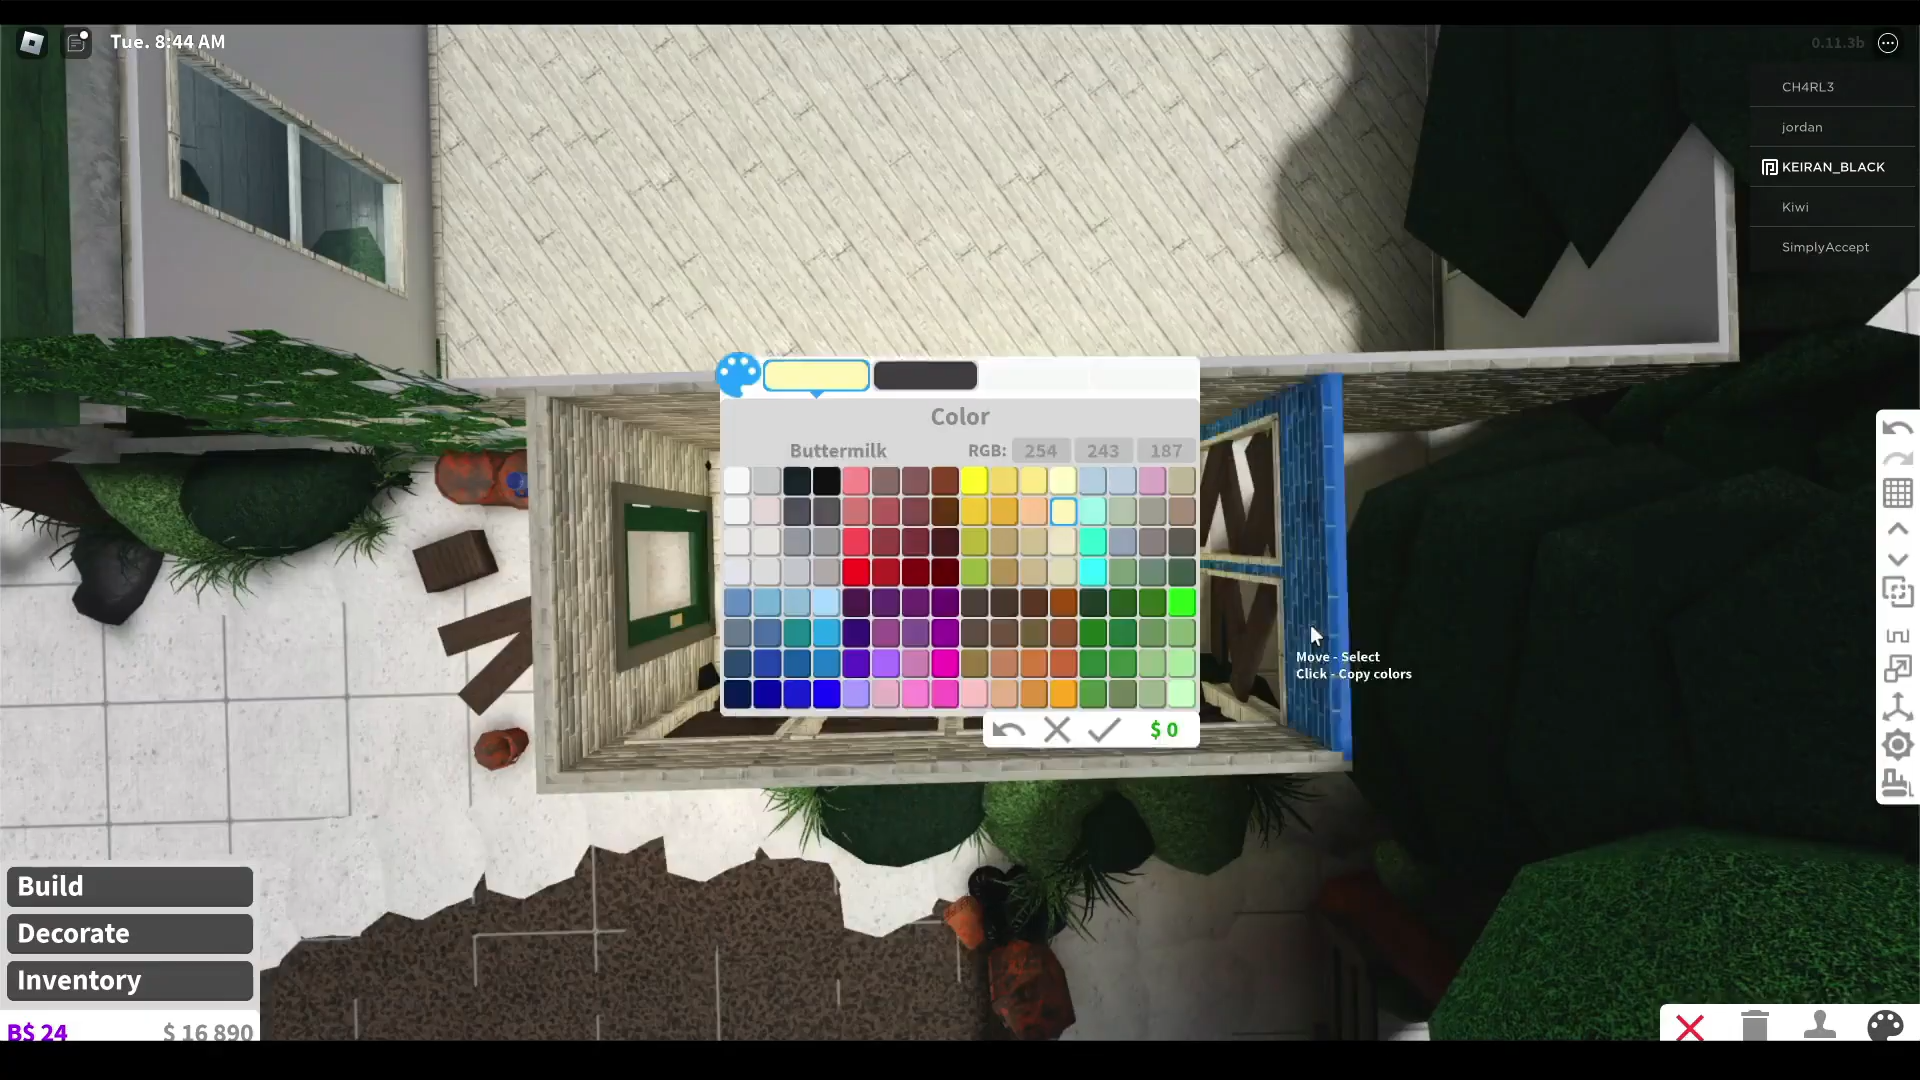 Tue. 8:44 AM
0.11.3b
CH4RL3
jordan
KEIRAN_BLACK
Kiwi
SimplyAccept
Color
Buttermilk RGB: 254 243 187
Move - Select
Click - Copy colors
$ 0
Build
Decorate
Inventory
B$ 24 $ 16 890